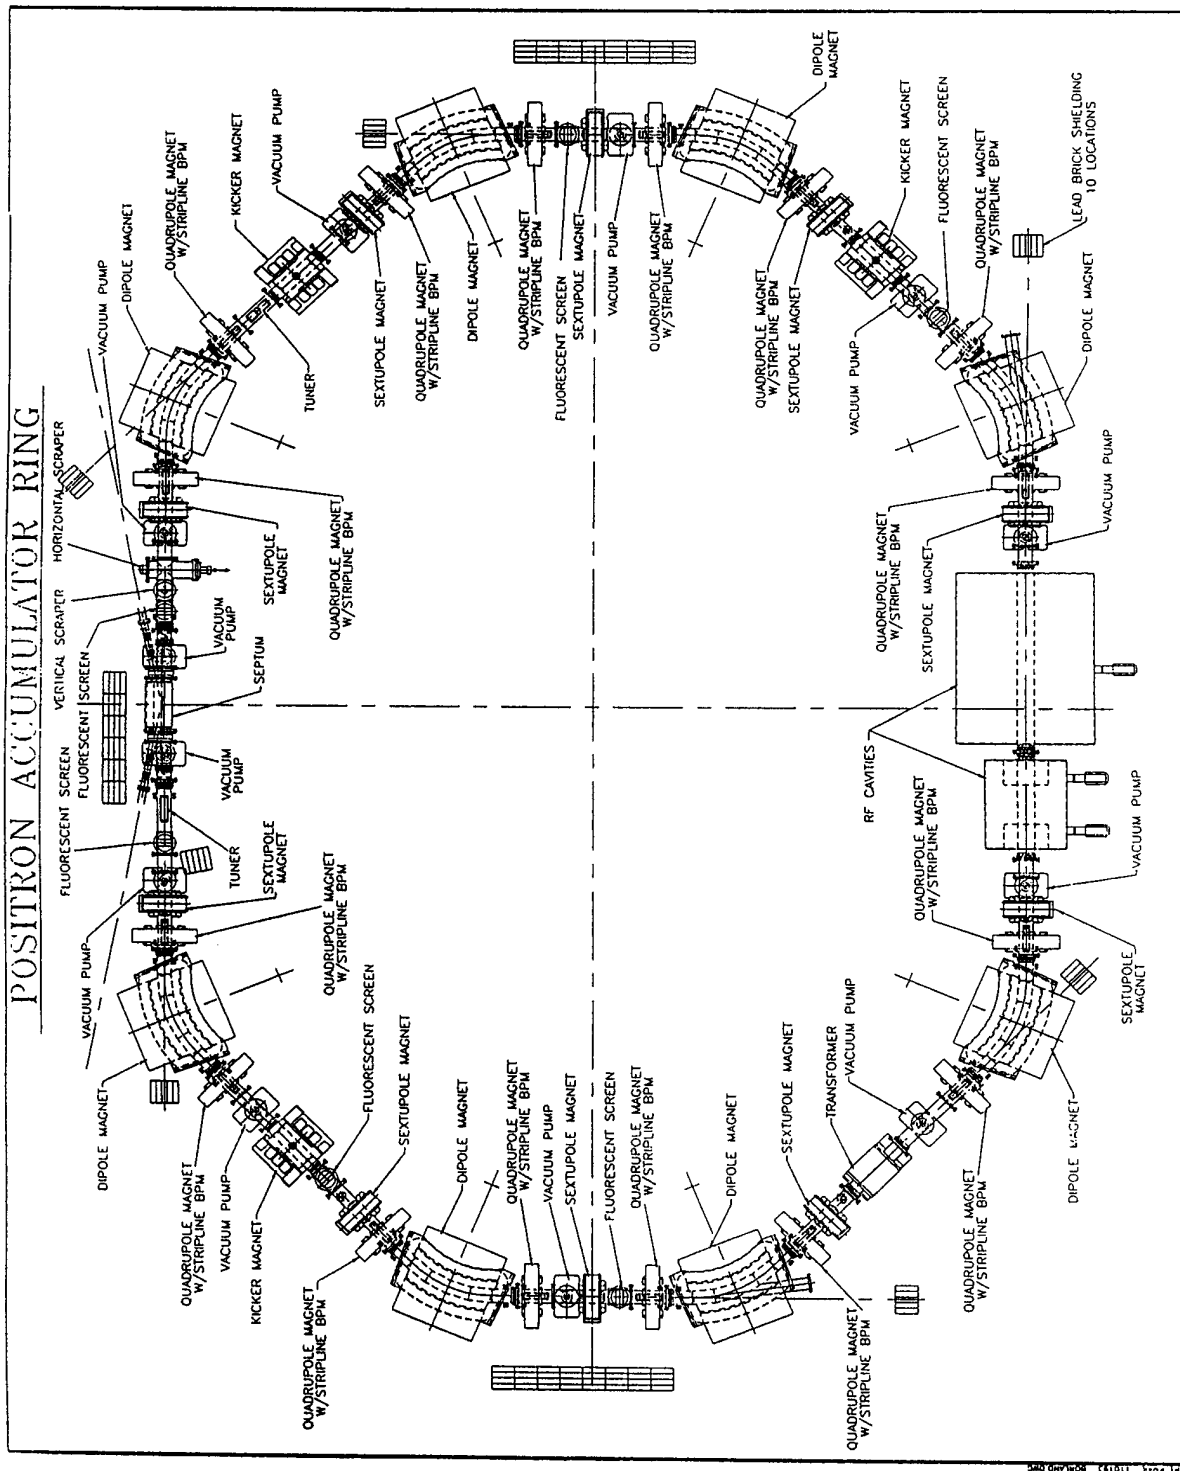 POSITRON ACCUMULATOR RING
FLUORESCENT SCREEN
VERTICAL SCRAPER
HORIZONTAL SCRAPER
VACUUM PUMP
FLUORESCENT SCREEN
DIPOLE MAGNET
VACUUM PUMP
DIPOLE MAGNET
QUADRUPOLE MAGNET
W/STRIPLINE BPM
QUADRUPOLE MAGNET
W/STRIPLINE BPM
VACUUM PUMP
VACUUM
PUMP
VACUUM
PUMP
KICKER MAGNET
KICKER MAGNET
TUNER
SEPTUM
VACUUM PUMP
SEXTUPOLE
MAGNET
SEXTUPOLE
MAGNET
QUADRUPOLE MAGNET
W/STRIPLINE BPM
QUADRUPOLE MAGNET
W/STRIPLINE BPM
QUADRUPOLE MAGNET
W/STRIPLINE BPM
TUNER
FLUORESCENT SCREEN
SEXTUPOLE MAGNET
SEXTUPOLE MAGNET
QUADRUPOLE MAGNET
W/STRIPLINE BPM
DIPOLE MAGNET
DIPOLE MAGNET
QUADRUPOLE MAGNET
W/STRIPLINE BPM
QUADRUPOLE MAGNET
W/STRIPLINE BPM
VACUUM PUMP
FLUORESCENT SCREEN
SEXTUPOLE MAGNET
SEXTUPOLE MAGNET
FLUORESCENT SCREEN
VACUUM PUMP
QUADRUPOLE MAGNET
W/STRIPLINE BPM
QUADRUPOLE MAGNET
W/STRIPLINE BPM
DIPOLE MAGNET
DIPOLE
MAGNET
SEXTUPOLE MAGNET
QUADRUPOLE MAGNET
W/STRIPLINE BPM
SEXTUPOLE MAGNET
TRANSFORMER
VACUUM PUMP
VACUUM PUMP
QUADRUPOLE MAGNET
W/STRIPLINE BPM
RF CAVITIES
QUADRUPOLE MAGNET
W/STRIPLINE BPM
KICKER MAGNET
QUADRUPOLE MAGNET
W/STRIPLINE BPM
SEXTUPOLE MAGNET
FLUORESCENT SCREEN
QUADRUPOLE MAGNET
W/STRIPLINE BPM
QUADRUPOLE MAGNET
W/STRIPLINE BPM
DIPOLE MAGNET
SEXTUPOLE
MAGNET
VACUUM PUMP
VACUUM PUMP
DIPOLE MAGNET
LEAD BRICK SHIELDING
10 LOCATIONS